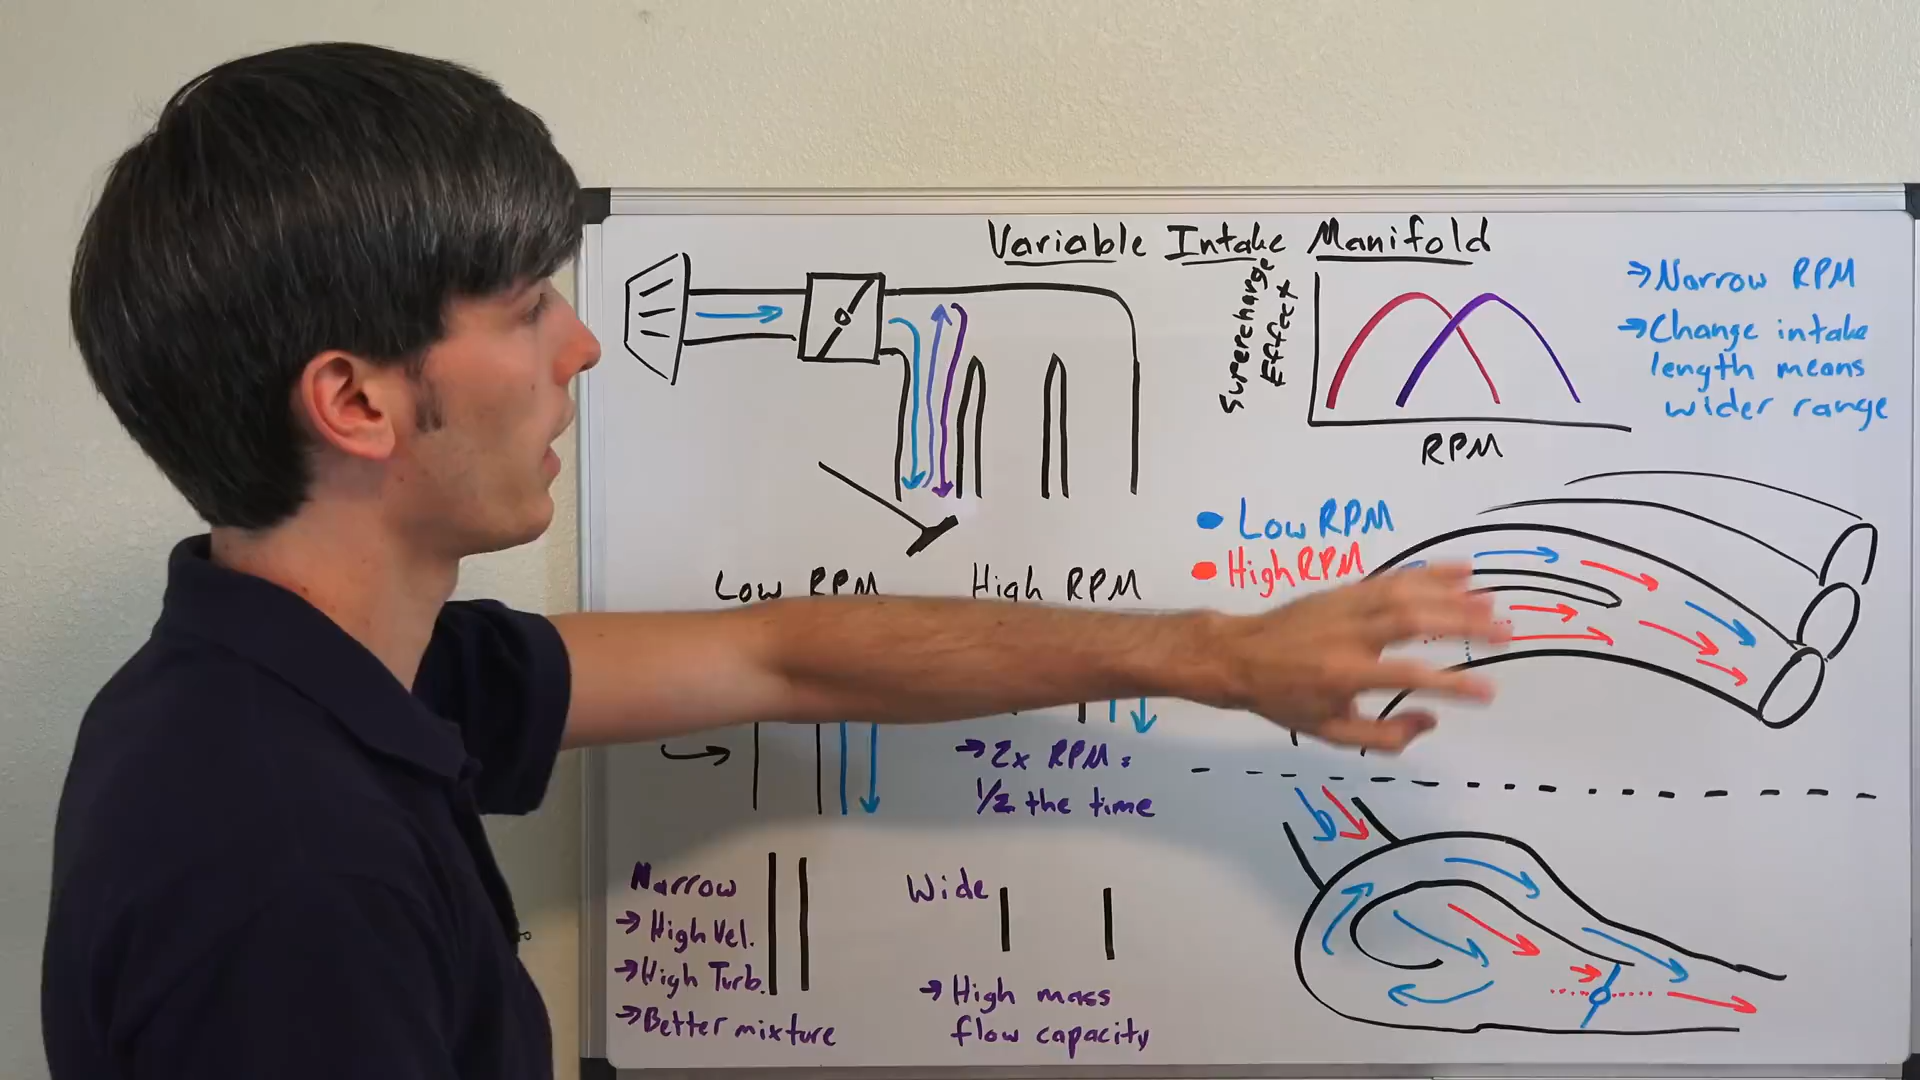 Variable Intake Manifold
Supercharge
Effect
RPM
→ Narrow RPM
→ Change intake
length means
wider range
Low RPM
High RPM
Low RPM
High RPM
→ 2x RPM =
1/2 the time
Narrow
→ High Vel.
→ High Turb.
→ Better mixture
Wide
→ High mass
flow capacity